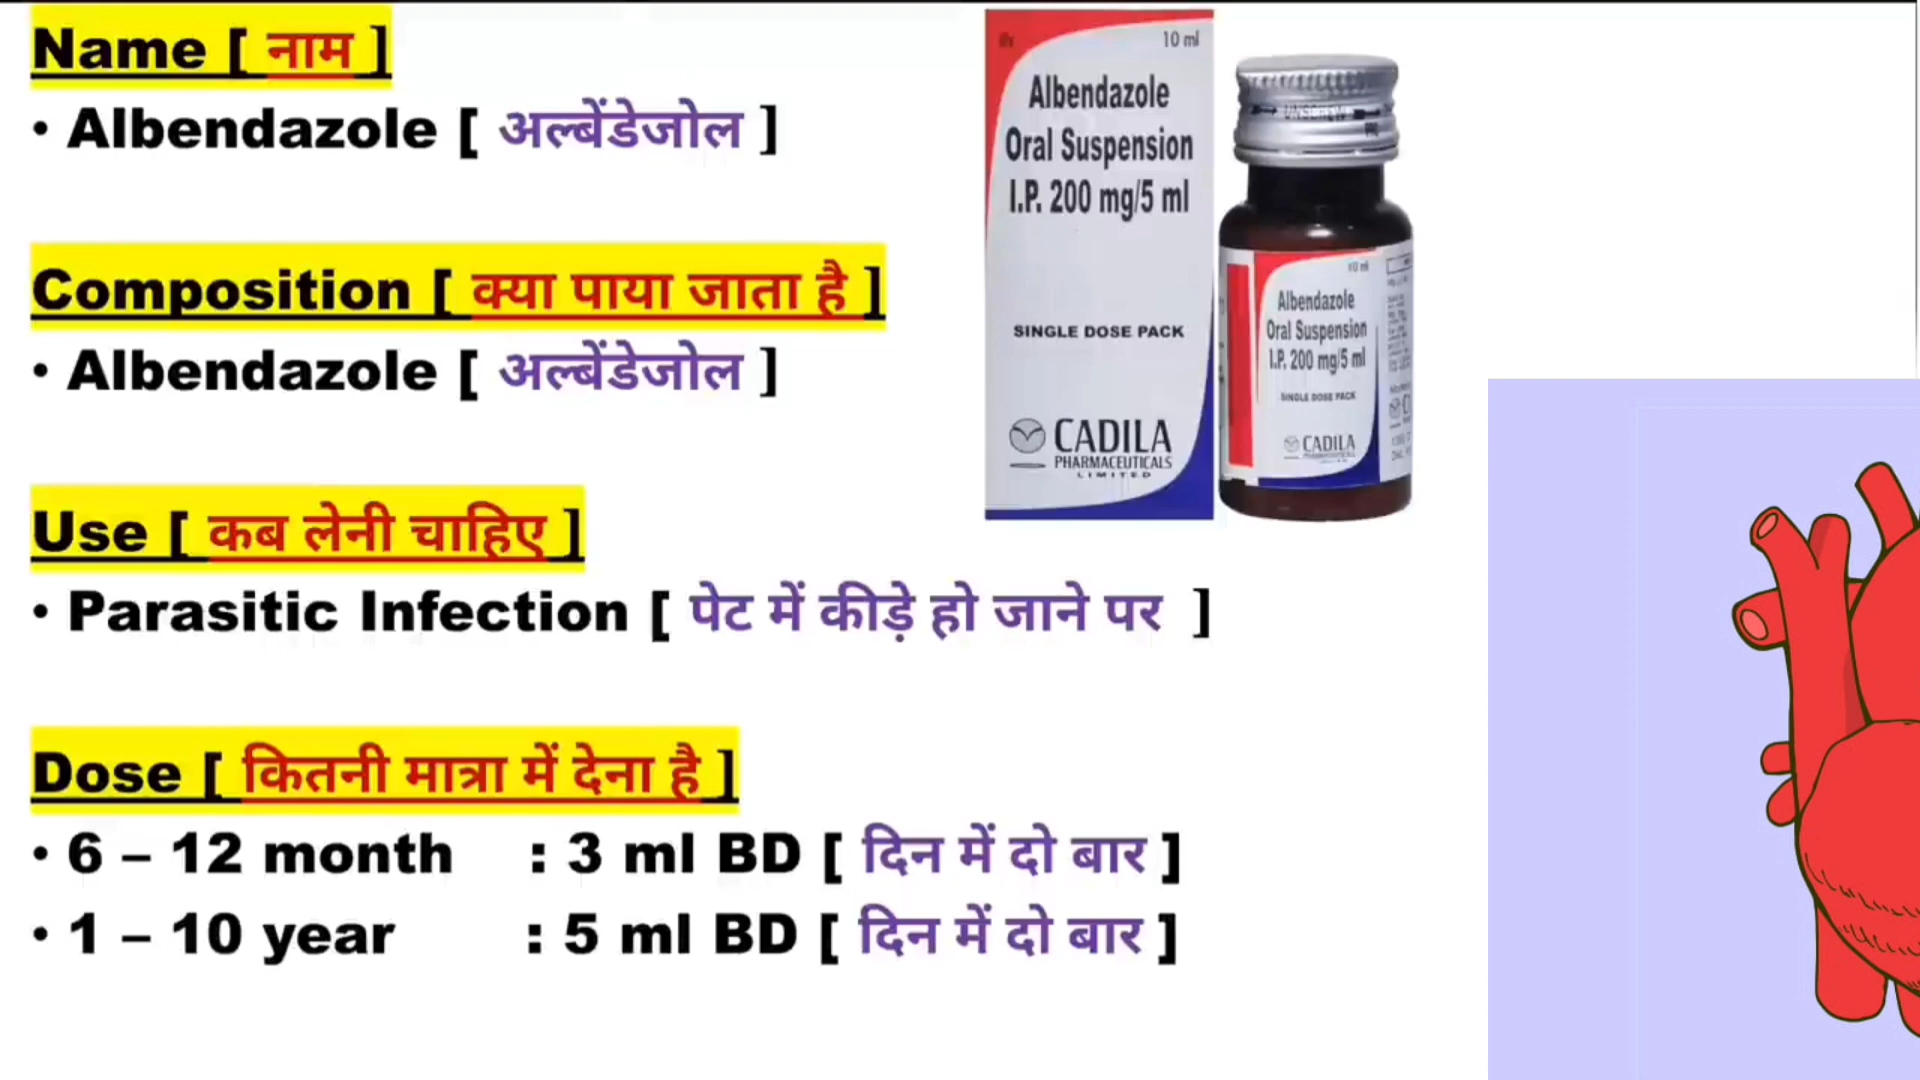 Name [ नाम ]
• Albendazole [ अल्बेंडेजोल ]
Composition [ क्या पाया जाता है ]
• Albendazole [ अल्बेंडेजोल ]
Use [ कब लेनी चाहिए ]
• Parasitic Infection [ पेट में कीड़े हो जाने पर ]
Dose [ कितनी मात्रा में देना है ]
• 6 – 12 month : 3 ml BD [ दिन में दो बार ]
• 1 – 10 year : 5 ml BD [ दिन में दो बार ]
10 ml
Albendazole
Oral Suspension
I.P. 200 mg/5 ml
SINGLE DOSE PACK
CADILA
PHARMACEUTICALS
LIMITED
UNSCREW
10 ml
Albendazole
Oral Suspension
I.P. 200 mg/5 ml
SINGLE DOSE PACK
CADILA
PHARMACEUTICALS